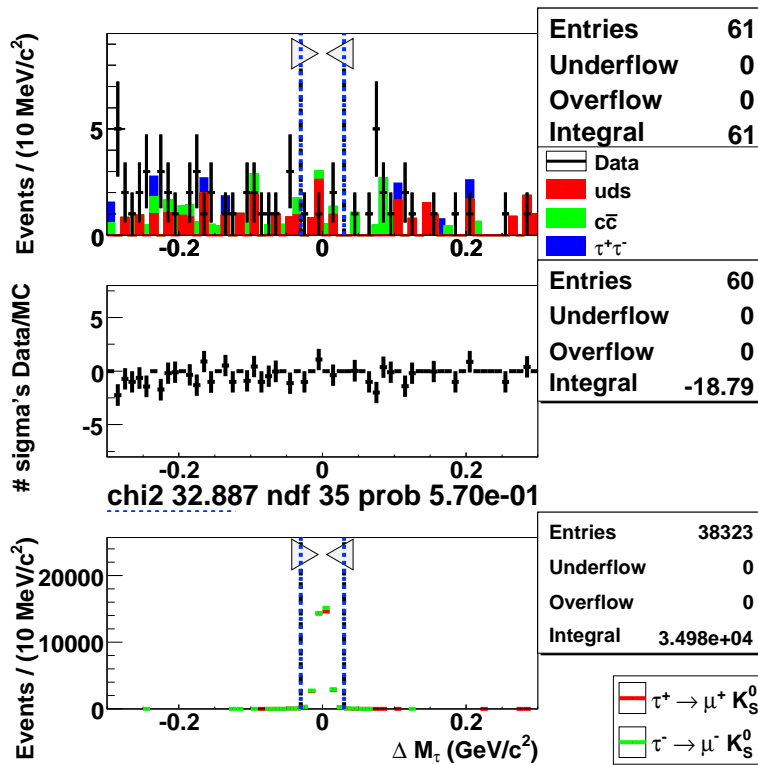 Entries 61
Underflow 0
Overflow 0
Integral 61
Data
uds
cc̅
τ⁺τ⁻
Events / (10 MeV/c²)
5
0
-0.2 0 0.2
Entries 60
Underflow 0
Overflow 0
Integral -18.79
# sigma's Data/MC
5
0
-5
-0.2 0 0.2
chi2 32.887 ndf 35 prob 5.70e-01
Entries 38323
Underflow 0
Overflow 0
Integral 3.498e+04
Events / (10 MeV/c²)
20000
10000
0
-0.2 0 0.2
Δ M_τ (GeV/c²)
τ⁺ → μ⁺ K_S⁰
τ⁻ → μ⁻ K_S⁰